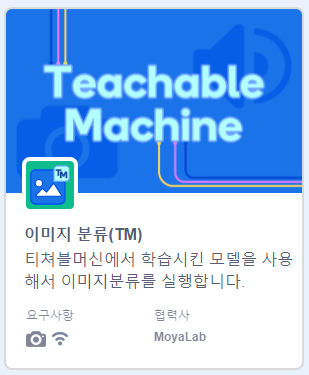 Teachable
Machine
TM
이미지 분류(TM)
티쳐블머신에서 학습시킨 모델을 사용
해서 이미지분류를 실행합니다.
요구사항 협력사
MoyaLab